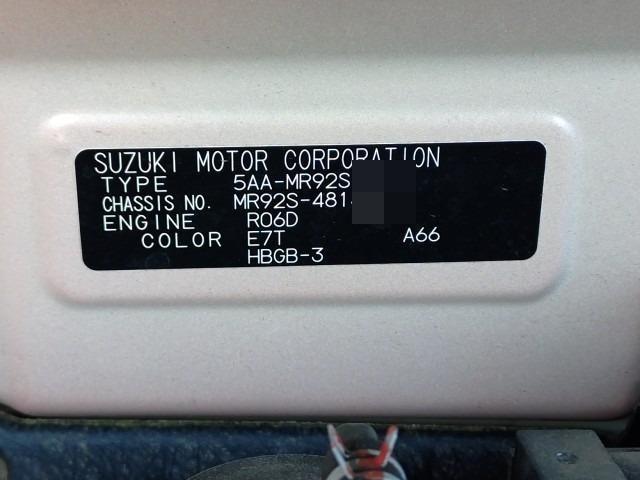 SUZUKI MOTOR CORPORATION
TYPE 5AA-MR92S
CHASSIS NO. MR92S-481
ENGINE R06D
COLOR E7T A66
HBGB-3